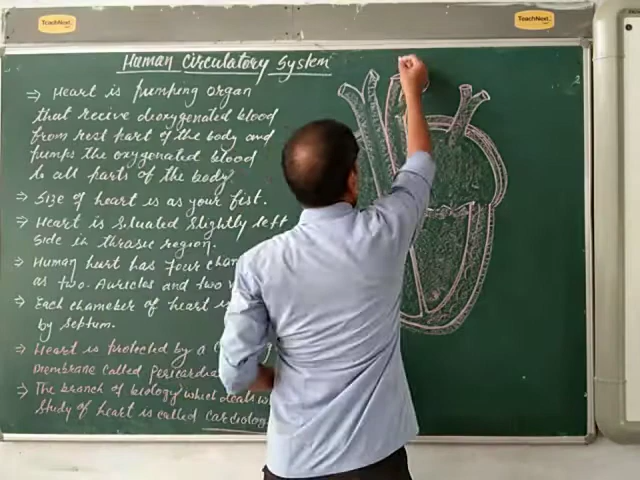 TeachNext
TeachNext
Human Circulatory System
→ Heart is pumping organ
that receive deoxygenated blood
from rest part of the body and
pumps the oxygenated blood
to all parts of the body.
→ Size of heart is as your fist.
→ Heart is situated slightly left
side in thrasic region.
→ Human heart has four cham
as two. Auricles and two
→ Each chamber of heart is
by septum.
→ Heart is protected by a
membrane called pericardia
→ The branch of biology which deals w
study of heart is called cardiolog